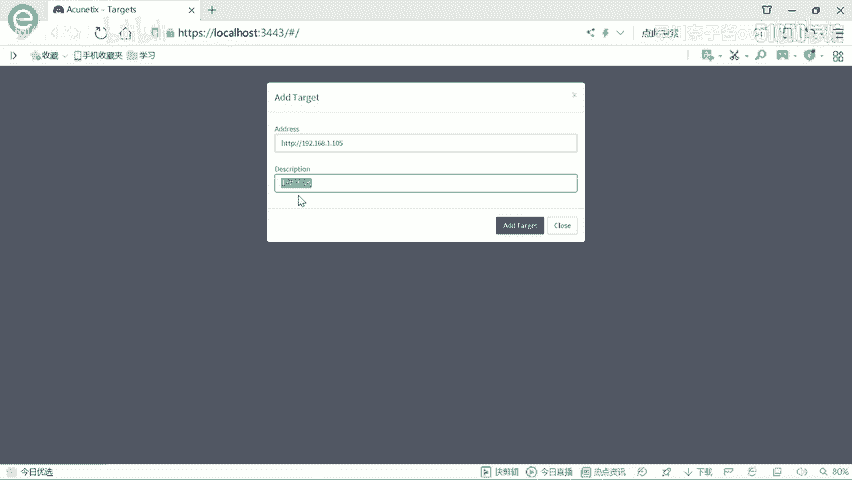 Acunetix - Targets
https://localhost:3443/#/
收藏
手机收藏夹
学习
Add Target
Address
http://192.168.1.105
Description
Add Target
Close
今日优选
快剪辑
今日直播
热点资讯
下载
80%